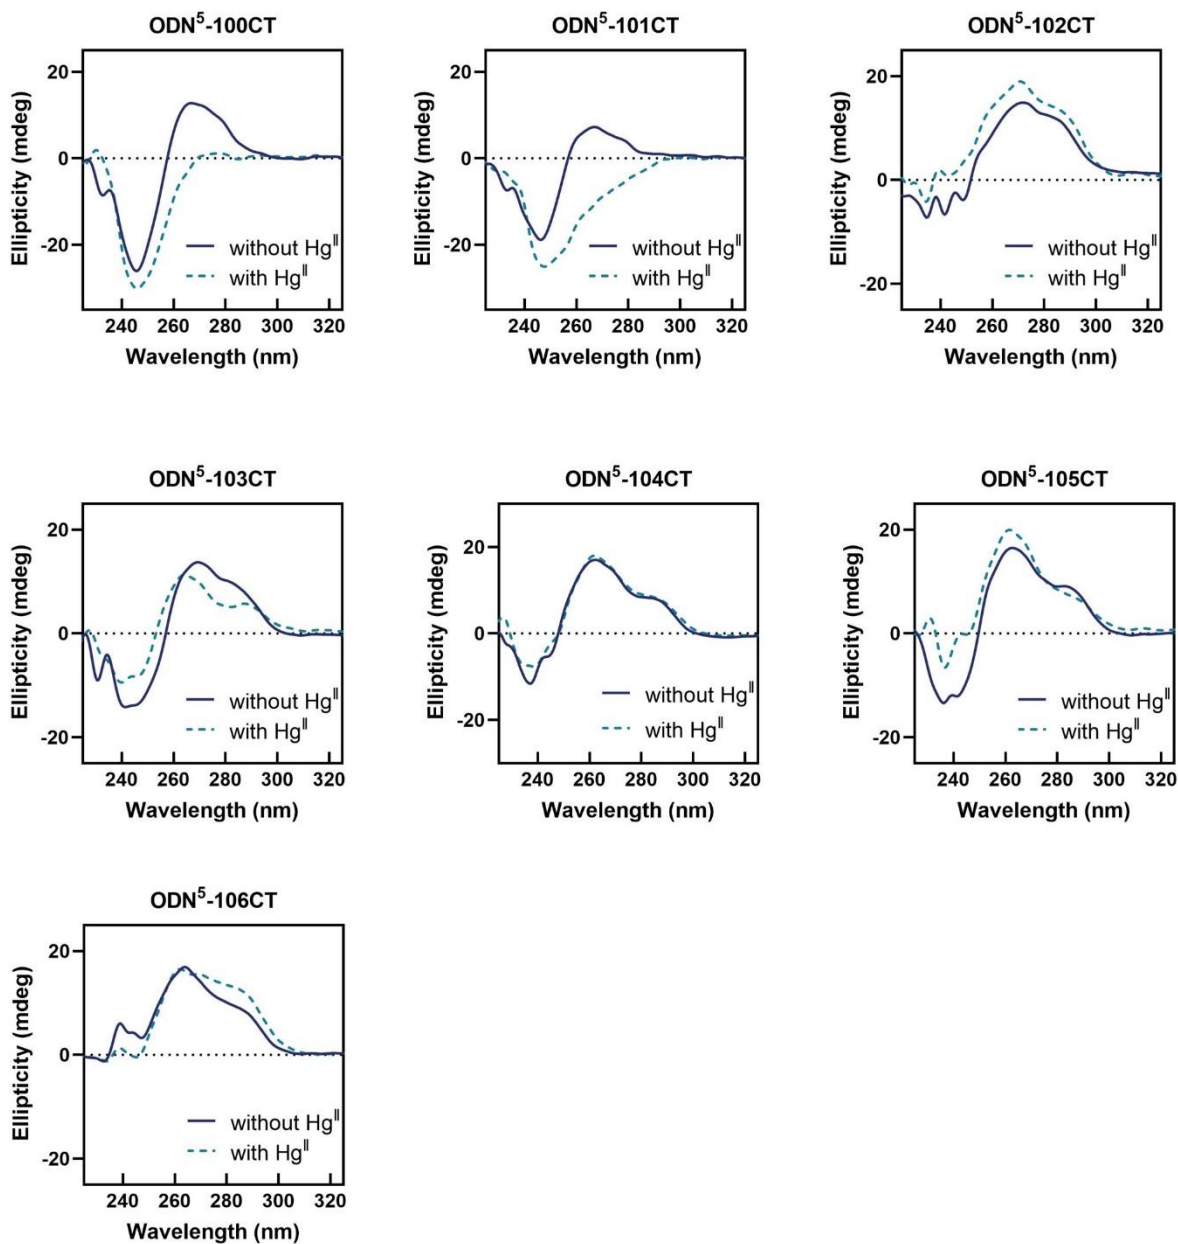 ODN⁵-100CT
20
0
-20
Ellipticity (mdeg)
without Hgᴵᴵ
with Hgᴵᴵ
240 260 280 300 320
Wavelength (nm)
ODN⁵-101CT
20
0
-20
Ellipticity (mdeg)
without Hgᴵᴵ
with Hgᴵᴵ
240 260 280 300 320
Wavelength (nm)
ODN⁵-102CT
20
0
-20
Ellipticity (mdeg)
without Hgᴵᴵ
with Hgᴵᴵ
240 260 280 300 320
Wavelength (nm)
ODN⁵-103CT
20
0
-20
Ellipticity (mdeg)
without Hgᴵᴵ
with Hgᴵᴵ
240 260 280 300 320
Wavelength (nm)
ODN⁵-104CT
20
0
-20
Ellipticity (mdeg)
without Hgᴵᴵ
with Hgᴵᴵ
240 260 280 300 320
Wavelength (nm)
ODN⁵-105CT
20
0
-20
Ellipticity (mdeg)
without Hgᴵᴵ
with Hgᴵᴵ
240 260 280 300 320
Wavelength (nm)
ODN⁵-106CT
20
0
-20
Ellipticity (mdeg)
without Hgᴵᴵ
with Hgᴵᴵ
240 260 280 300 320
Wavelength (nm)